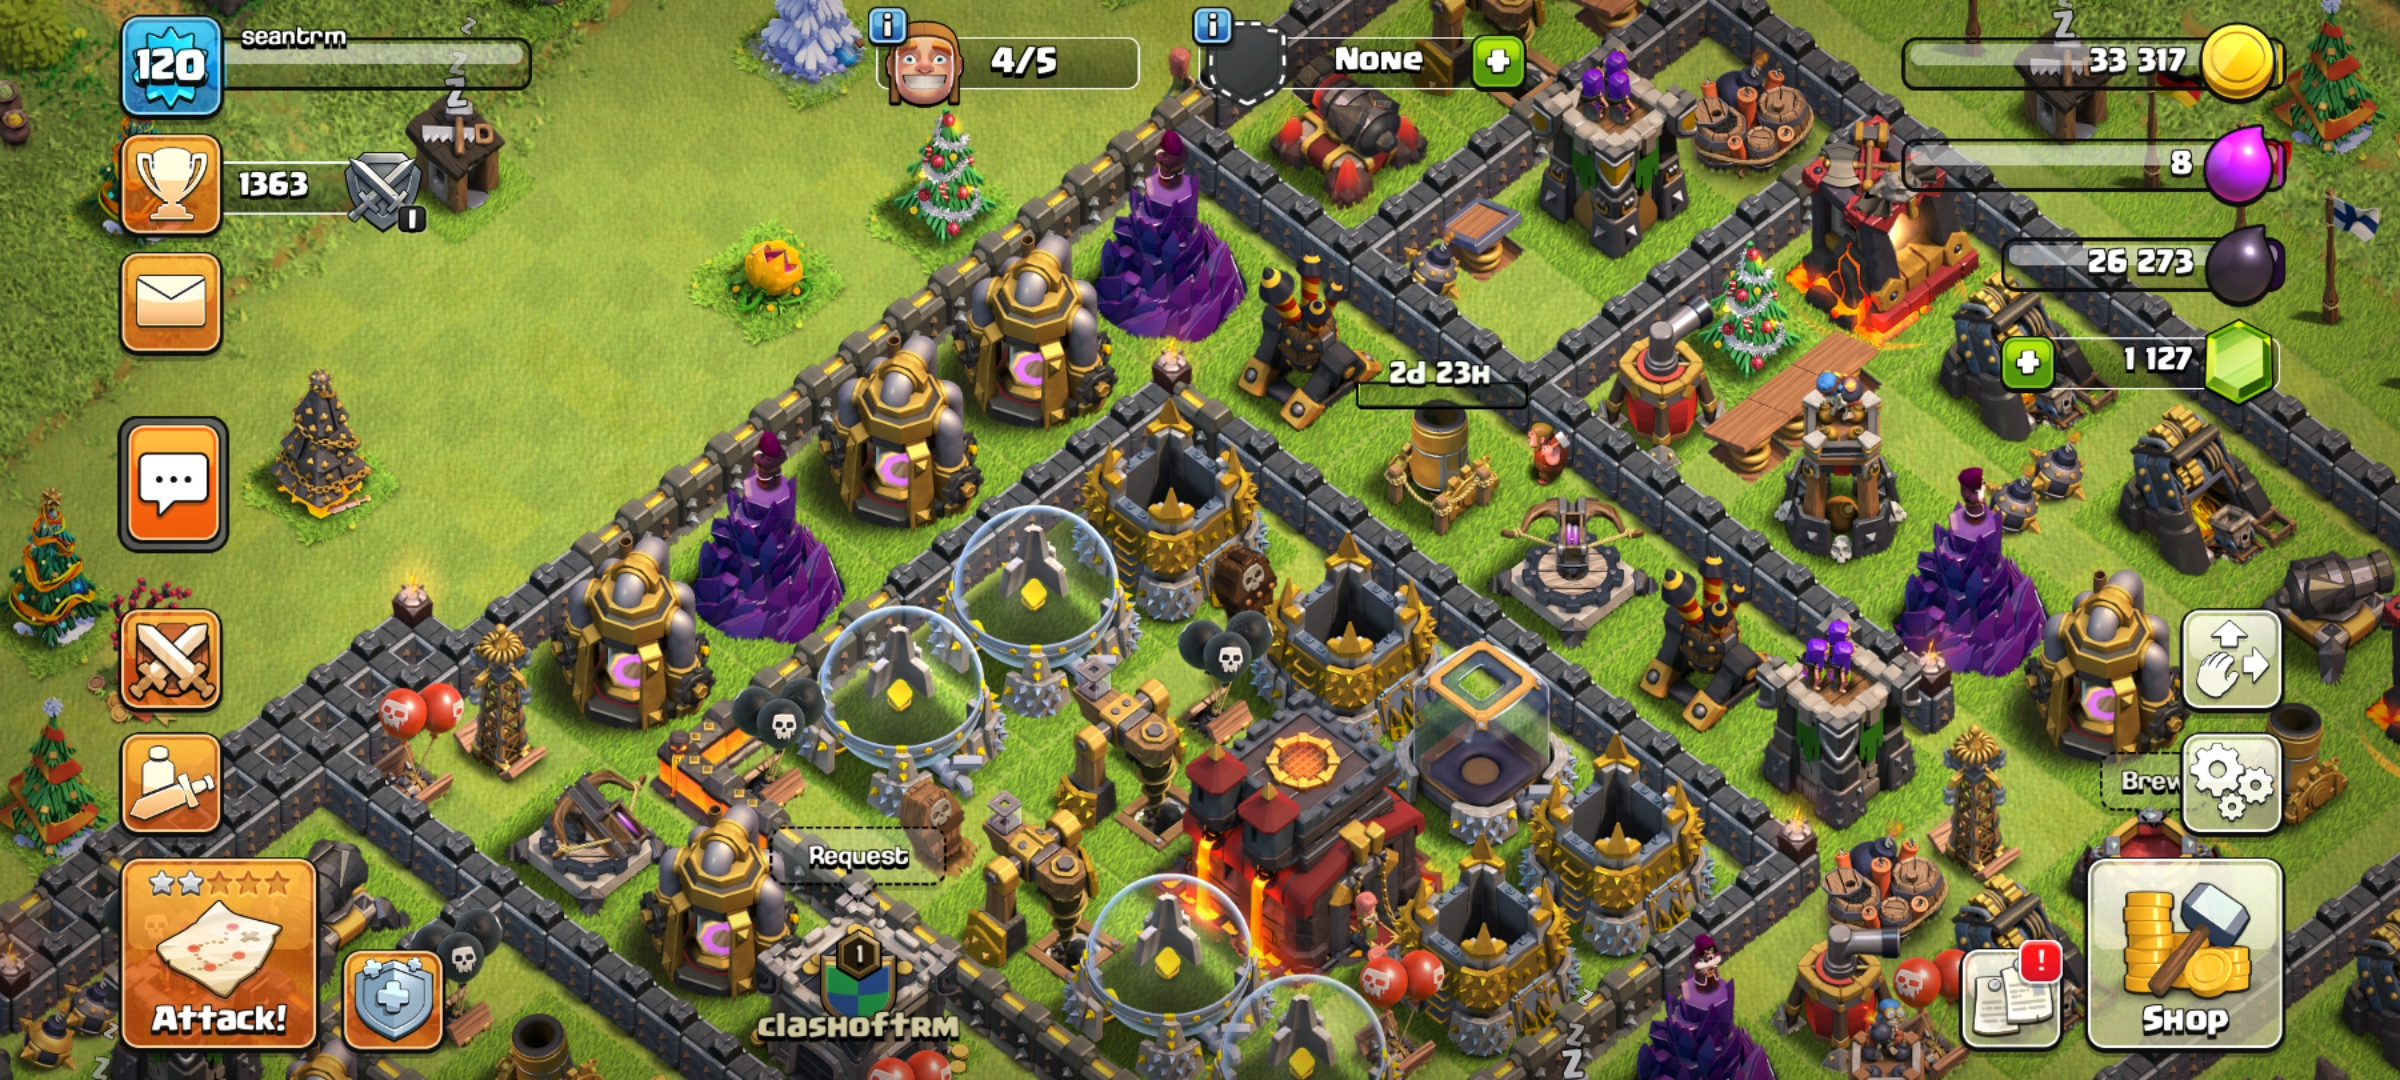 120
seantrm
4/5
None
33 317
1363
I
8
26 273
2d 23H
1 127
Brew
Request
Attack!
1
clashoftRM
!
Shop